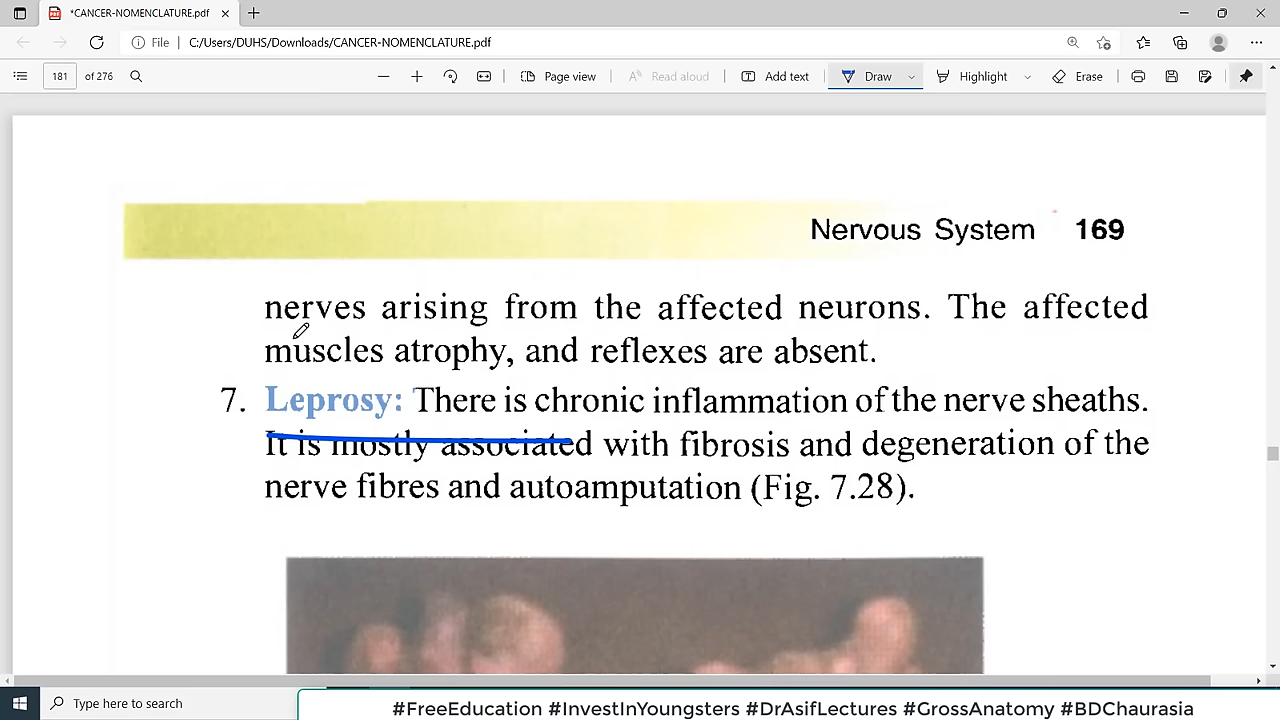 *CANCER-NOMENCLATURE.pdf
File C:/Users/DUHS/Downloads/CANCER-NOMENCLATURE.pdf
181 of 276 Page view Read aloud Add text Draw Highlight Erase
Nervous System 169
nerves arising from the affected neurons. The affected
muscles atrophy, and reflexes are absent.
7. Leprosy: There is chronic inflammation of the nerve sheaths.
It is mostly associated with fibrosis and degeneration of the
nerve fibres and autoamputation (Fig. 7.28).
Type here to search
#FreeEducation #InvestInYoungsters #DrAsifLectures #GrossAnatomy #BDChaurasia